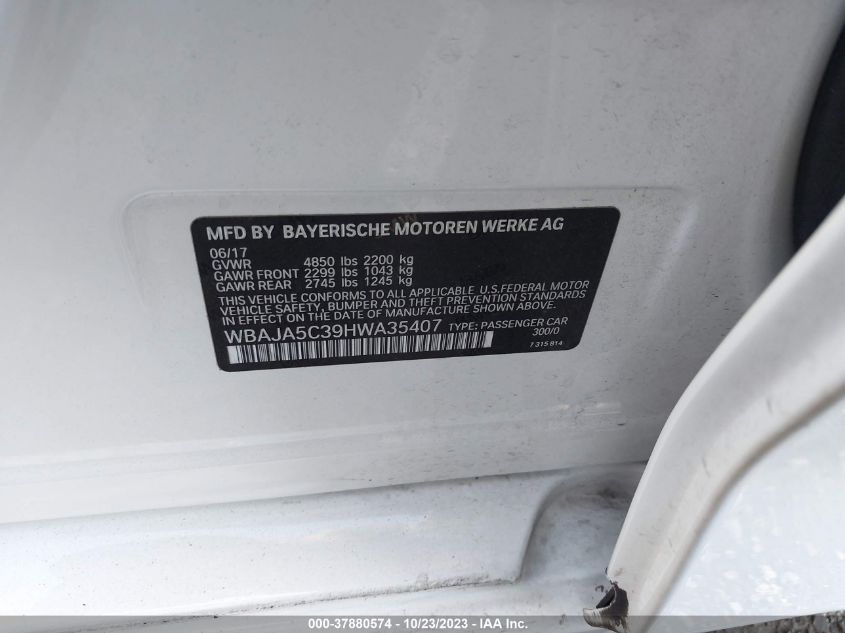 MFD BY BAYERISCHE MOTOREN WERKE AG
06/17
GVWR 4850 lbs 2200 kg
GAWR FRONT 2299 lbs 1043 kg
GAWR REAR 2745 lbs 1245 kg
THIS VEHICLE CONFORMS TO ALL APPLICABLE U.S.FEDERAL MOTOR
VEHICLE SAFETY, BUMPER AND THEFT PREVENTION STANDARDS
IN EFFECT ON THE DATE OF MANUFACTURE SHOWN ABOVE.
WBAJA5C39HWA35407 TYPE: PASSENGER CAR
300/0
7 315 814
000-37880574 - 10/23/2023 - © IAA, Inc.